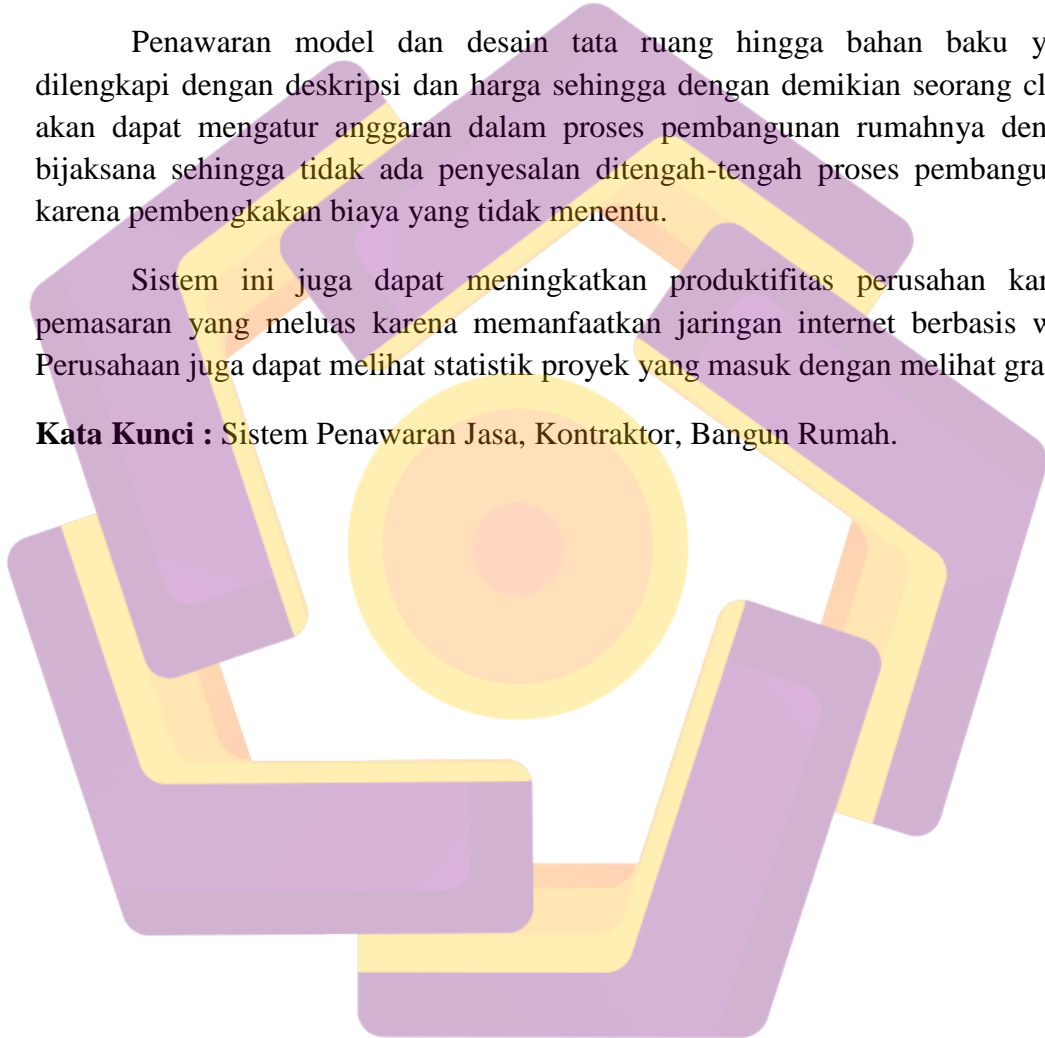 Penawaran model dan desain tata ruang hingga bahan baku y
dilengkapi dengan deskripsi dan harga sehingga dengan demikian seorang cl
akan dapat mengatur anggaran dalam proses pembangunan rumahnya den
bijaksana sehingga tidak ada penyesalan ditengah-tengah proses pembangu
karena pembengkakan biaya yang tidak menentu.
Sistem ini juga dapat meningkatkan produktifitas perusahan kar
pemasaran yang meluas karena memanfaatkan jaringan internet berbasis w
Perusahaan juga dapat melihat statistik proyek yang masuk dengan melihat gra
Kata Kunci : Sistem Penawaran Jasa, Kontraktor, Bangun Rumah.